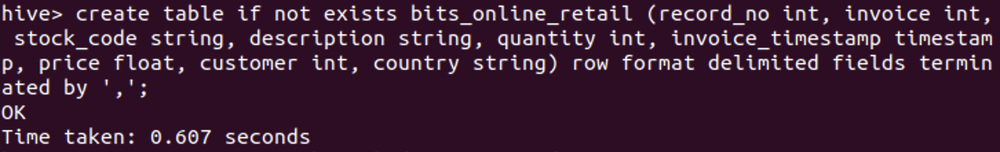 hive> create table if not exists bits_online_retail (record_no int, invoice int,
 stock_code string, description string, quantity int, invoice_timestamp timestam
p, price float, customer int, country string) row format delimited fields termin
ated by ',';
OK
Time taken: 0.607 seconds